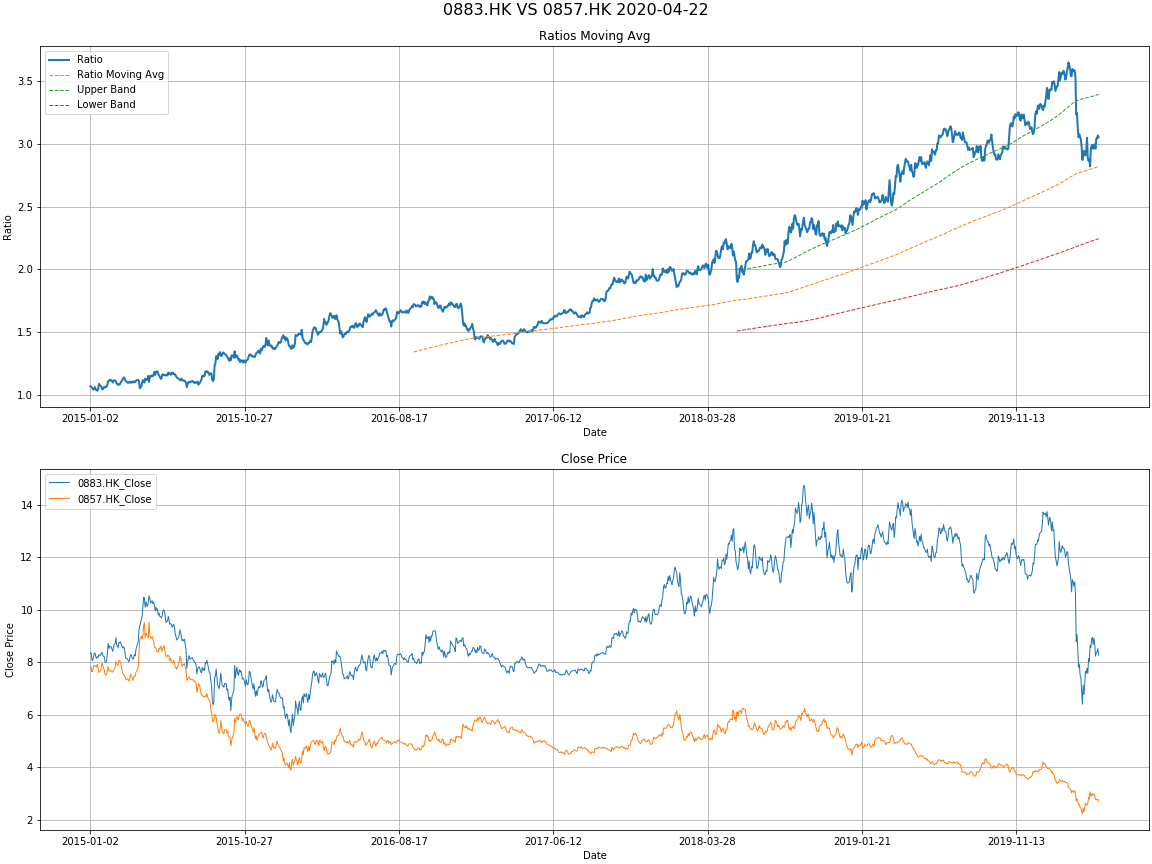 0883.HK VS 0857.HK 2020-04-22
Ratios Moving Avg
Ratio
Ratio Moving Avg
Upper Band
Lower Band
3.5
3.0
2.5
2.0
1.5
1.0
Ratio
2015-01-02 2015-10-27 2016-08-17 2017-06-12 2018-03-28 2019-01-21 2019-11-13
Date
Close Price
0883.HK_Close
0857.HK_Close
14
12
10
8
6
4
2
Close Price
2015-01-02 2015-10-27 2016-08-17 2017-06-12 2018-03-28 2019-01-21 2019-11-13
Date